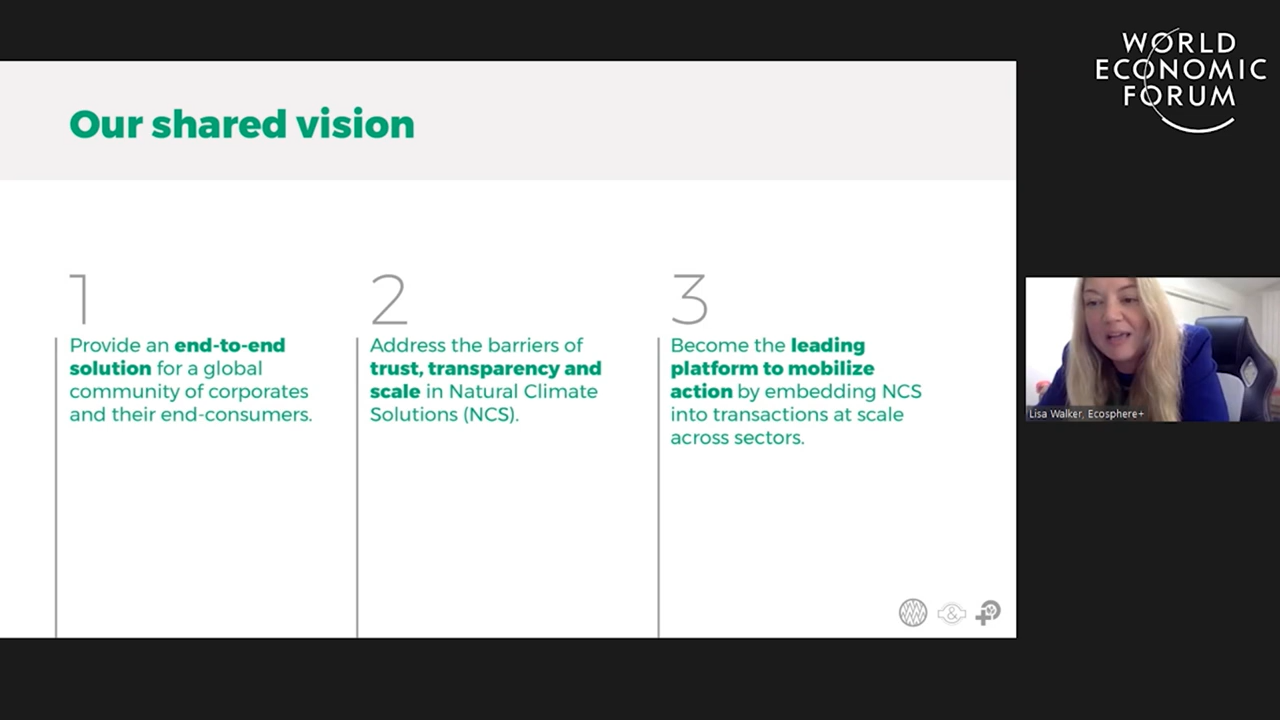 WORLD
ECONOMIC
FORUM
Our shared vision
1
Provide an end-to-end
solution for a global
community of corporates
and their end-consumers.
2
Address the barriers of
trust, transparency and
scale in Natural Climate
Solutions (NCS).
3
Become the leading
platform to mobilize
action by embedding NCS
into transactions at scale
across sectors.
&
Lisa Walker, Ecosphere+